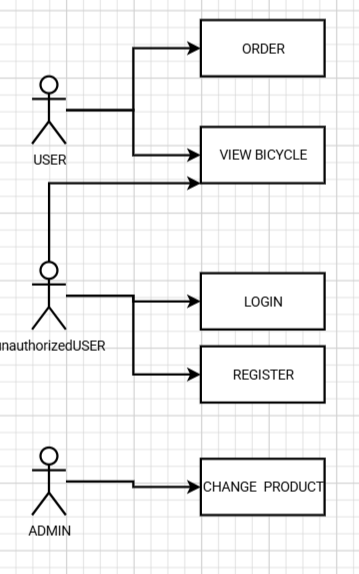 ORDER
USER
VIEW BICYCLE
LOGIN
nauthorizedUSER
REGISTER
CHANGE PRODUCT
ADMIN